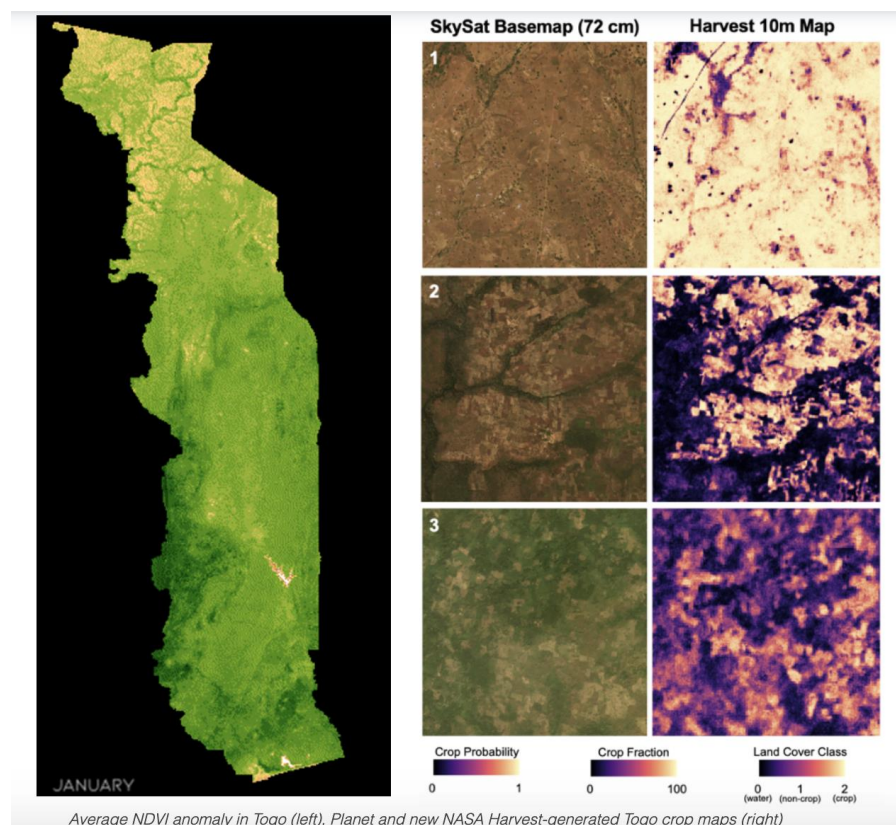 SkySat Basemap (72 cm)
Harvest 10m Map
1
2
3
JANUARY
Crop Probability
0 1
Crop Fraction
0 100
Land Cover Class
0 1 2
(water) (non-crop) (crop)
Average NDVI anomaly in Togo (left). Planet and new NASA Harvest-generated Togo crop maps (right)